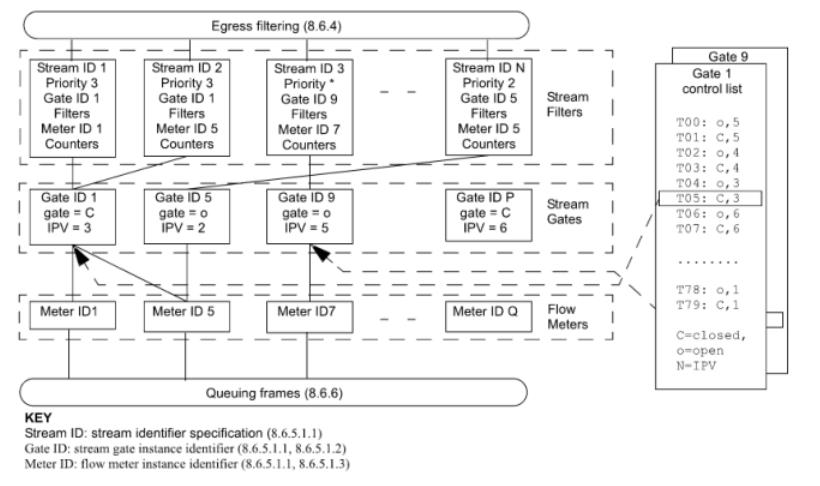 Egress filtering (8.6.4)
Stream ID 1
Priority 3
Gate ID 1
Filters
Meter ID 1
Counters
Stream ID 2
Priority 3
Gate ID 1
Filters
Meter ID 5
Counters
Stream ID 3
Priority *
Gate ID 9
Filters
Meter ID 7
Counters
Stream ID N
Priority 2
Gate ID 5
Filters
Meter ID 5
Counters
Stream
Filters
Gate ID 1
gate = C
IPV = 3
Gate ID 5
gate = o
IPV = 2
Gate ID 9
gate = o
IPV = 5
Gate ID P
gate = C
IPV = 6
Stream
Gates
Meter ID1
Meter ID 5
Meter ID7
Meter ID Q
Flow
Meters
Queuing frames (8.6.6)
Gate 9
Gate 1
control list
T00: o,5
T01: C,5
T02: o,4
T03: C,4
T04: o,3
T05: C,3
T06: o,6
T07: C,6
........
T78: o,1
T79: C,1
C=closed,
o=open
N=IPV
KEY
Stream ID: stream identifier specification (8.6.5.1.1)
Gate ID: stream gate instance identifier (8.6.5.1.1, 8.6.5.1.2)
Meter ID: flow meter instance identifier (8.6.5.1.1, 8.6.5.1.3)